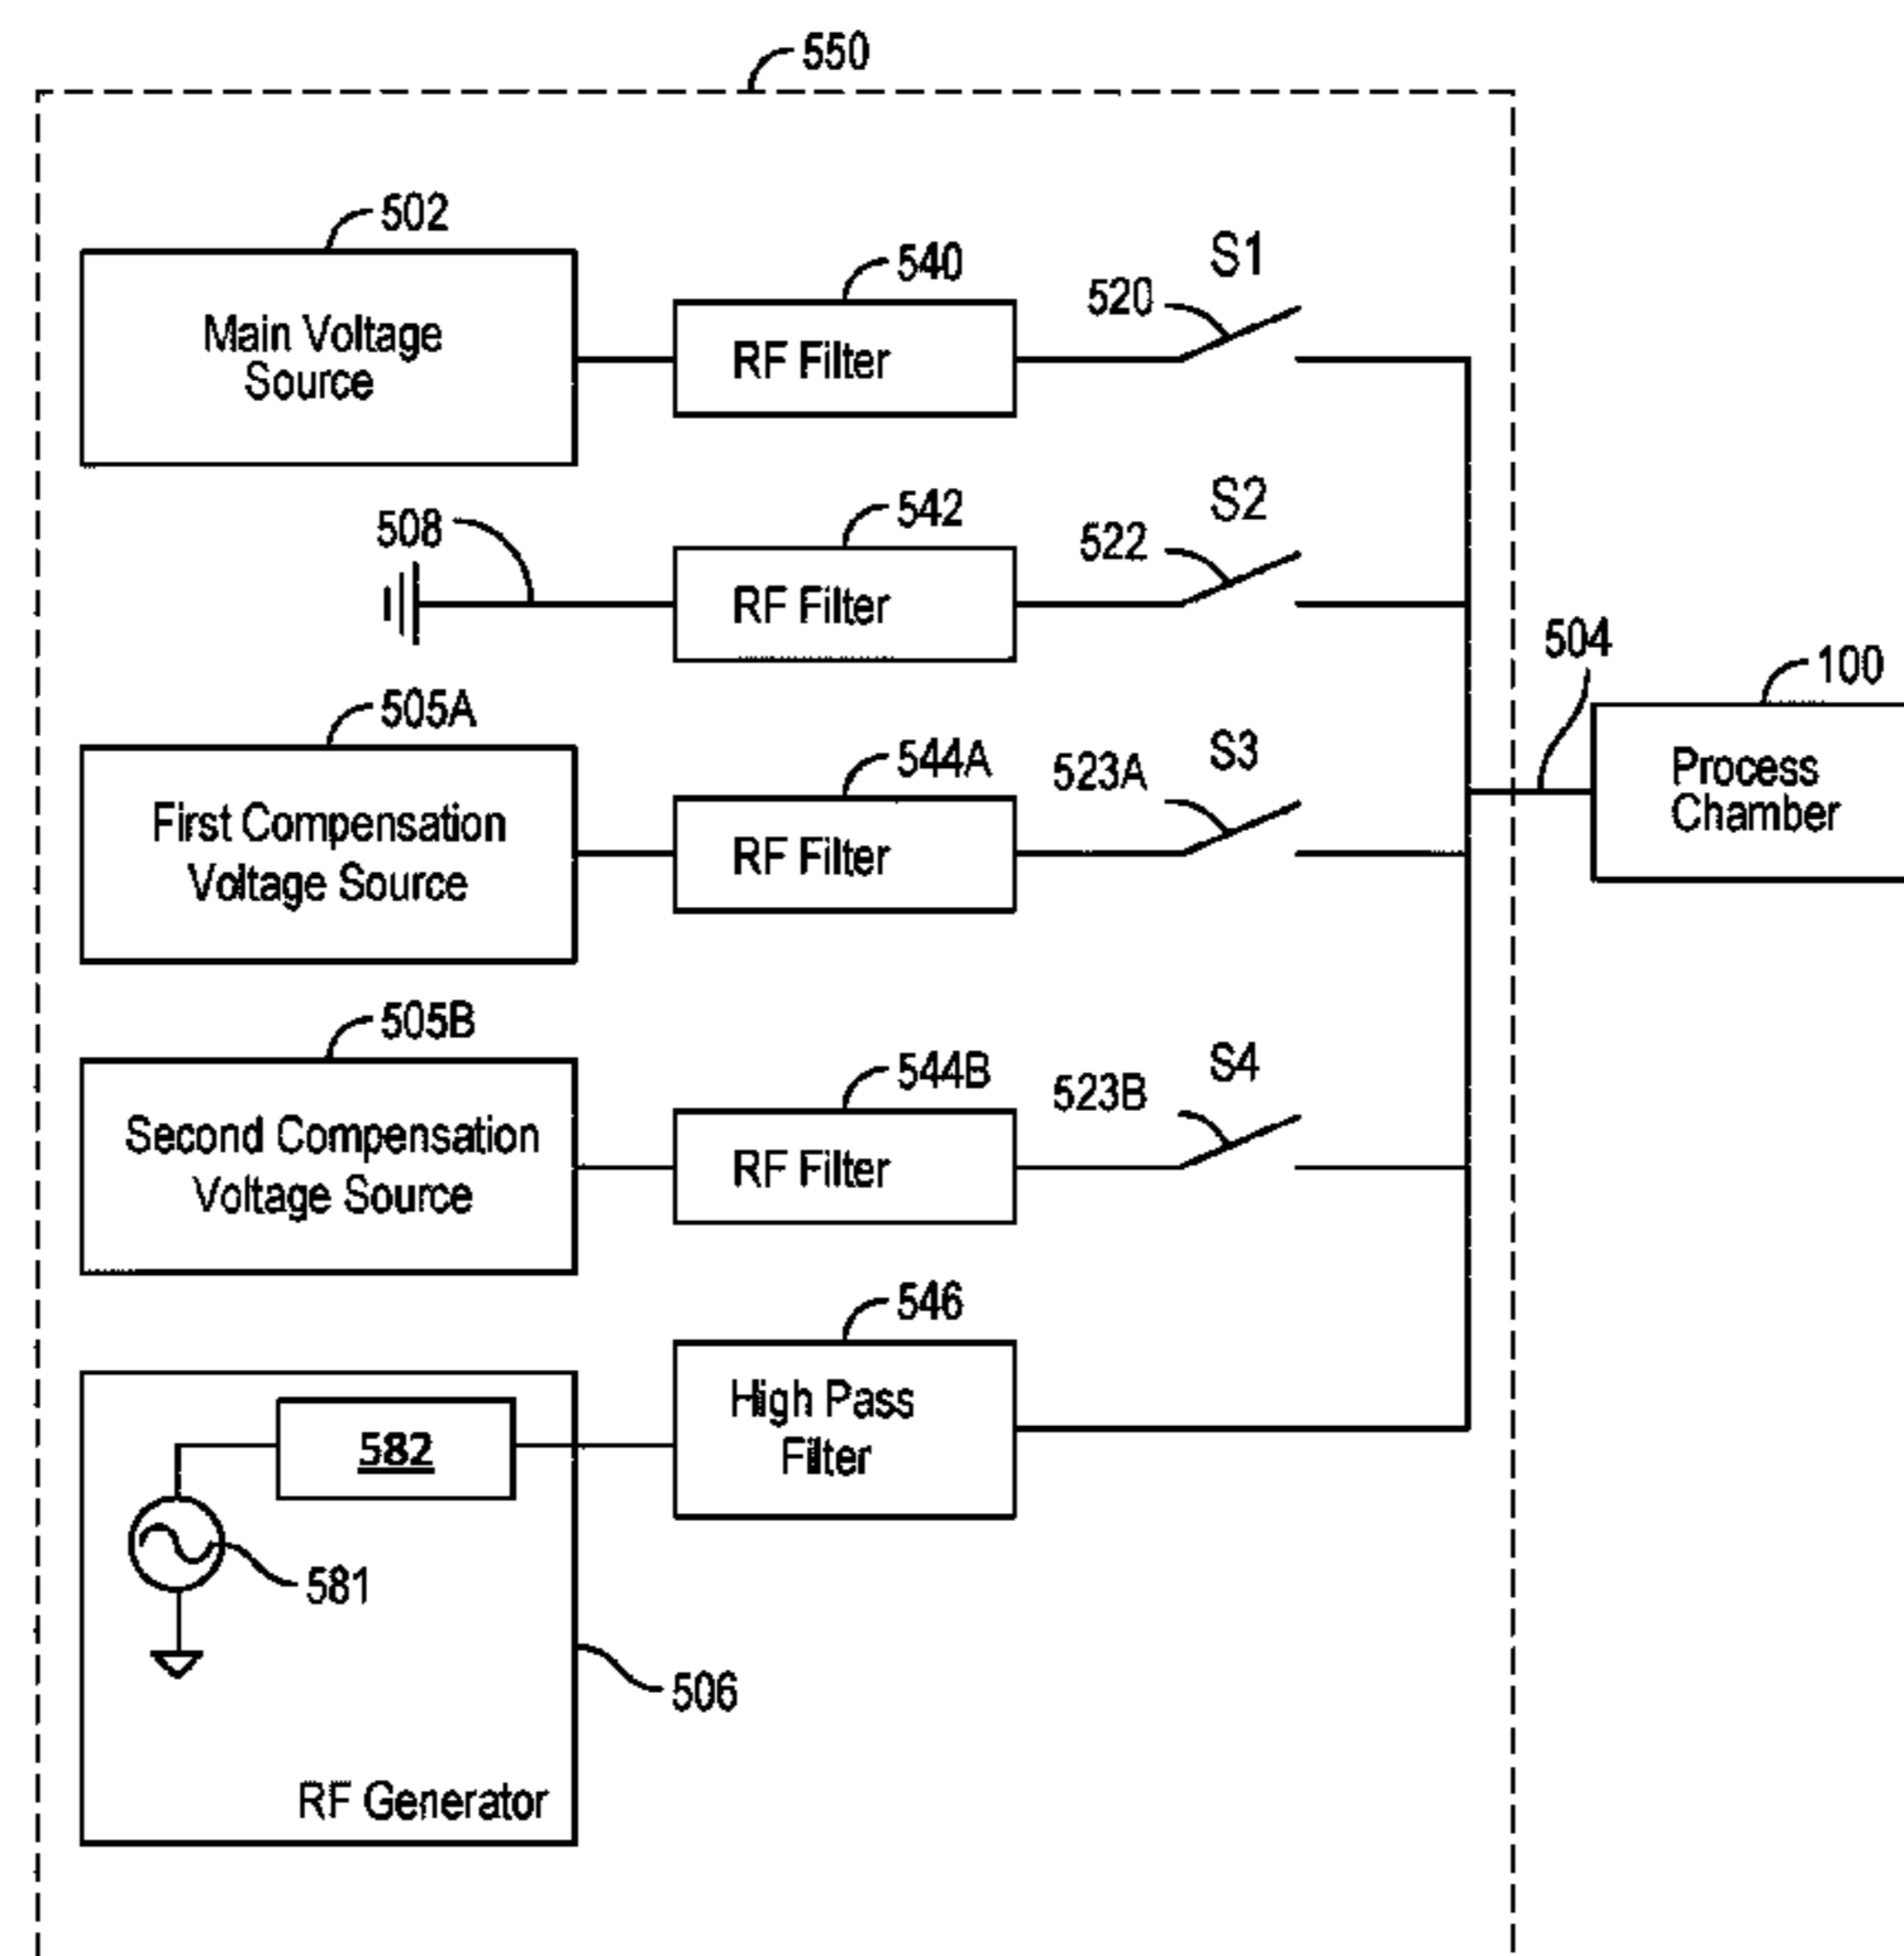 550
502
Main Voltage
Source
540
RF Filter
520
S1
508
542
RF Filter
522
S2
504
100
Process
Chamber
505A
First Compensation
Voltage Source
544A
RF Filter
523A
S3
505B
Second Compensation
Voltage Source
544B
RF Filter
523B
S4
546
High Pass
Filter
582
581
506
RF Generator